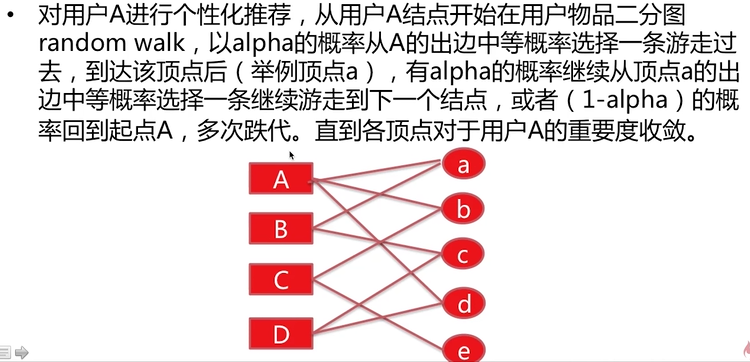 • 对用户A进行个性化推荐，从用户A结点开始在用户物品二分图
random walk，以alpha的概率从A的出边中等概率选择一条游走过
去，到达该顶点后（举例顶点a），有alpha的概率继续从顶点a的出
边中等概率选择一条继续游走到下一个结点，或者（1-alpha）的概
率回到起点A，多次跌代。直到各顶点对于用户A的重要度收敛。
A
a
B
b
C
c
D
d
e